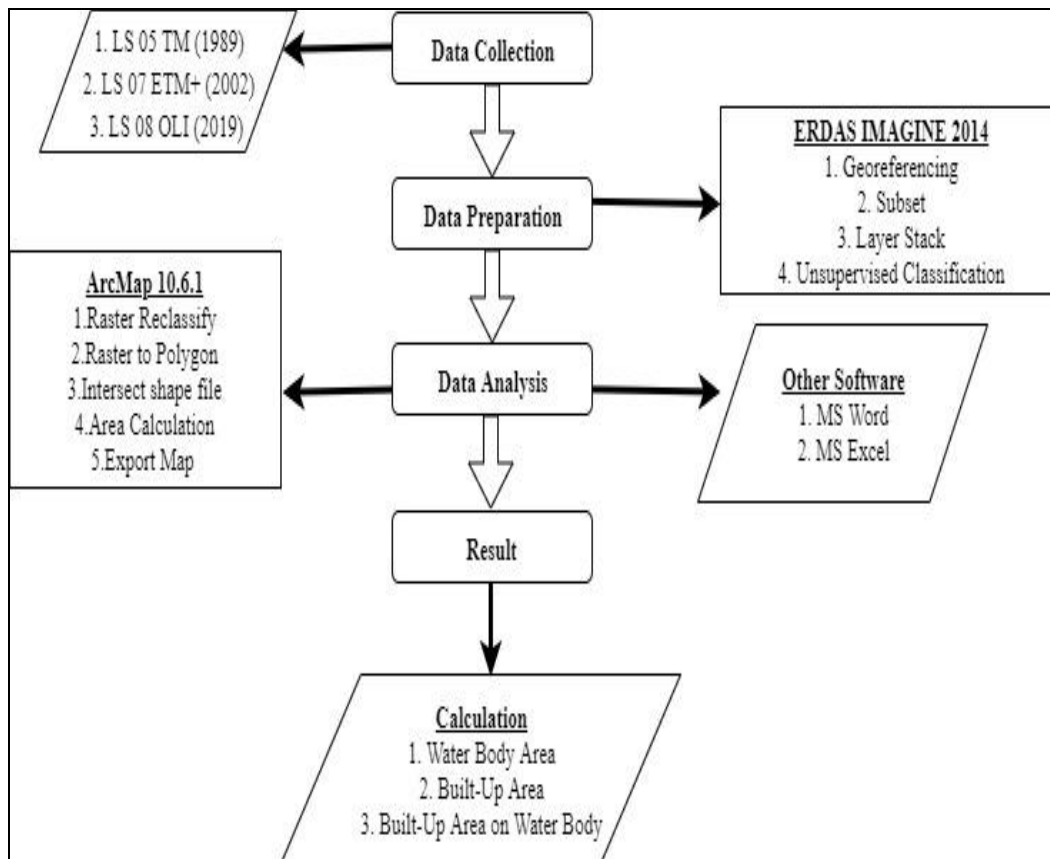 1. LS 05 TM (1989)
2. LS 07 ETM+ (2002)
3. LS 08 OLI (2019)
Data Collection
ERDAS IMAGINE 2014
1. Georeferencing
2. Subset
3. Layer Stack
4. Unsupervised Classification
Data Preparation
ArcMap 10.6.1
1.Raster Reclassify
2.Raster to Polygon
3.Intersect shape file
4.Area Calculation
5.Export Map
Data Analysis
Other Software
1. MS Word
2. MS Excel
Result
Calculation
1. Water Body Area
2. Built-Up Area
3. Built-Up Area on Water Body